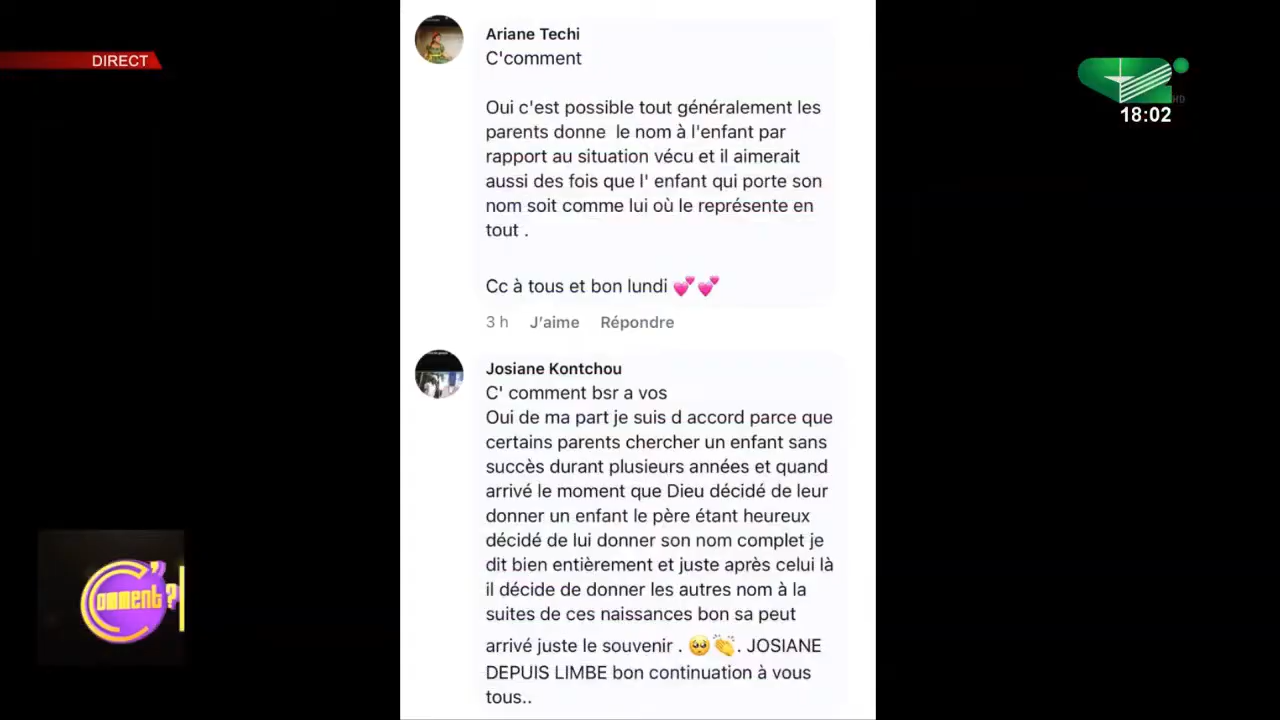 DIRECT
18:02
HD
Ariane Techi
C'comment
Oui c'est possible tout généralement les
parents donne le nom à l'enfant par
rapport au situation vécu et il aimerait
aussi des fois que l' enfant qui porte son
nom soit comme lui où le représente en
tout .
Cc à tous et bon lundi 💕💕
3 h J'aime Répondre
Josiane Kontchou
C' comment bsr a vos
Oui de ma part je suis d accord parce que
certains parents chercher un enfant sans
succès durant plusieurs années et quand
arrivé le moment que Dieu décidé de leur
donner un enfant le père étant heureux
décidé de lui donner son nom complet je
dit bien entièrement et juste après celui là
il décide de donner les autres nom à la
suites de ces naissances bon sa peut
arrivé juste le souvenir . 🥺👏. JOSIANE
DEPUIS LIMBE bon continuation à vous
tous..
C'omment ?